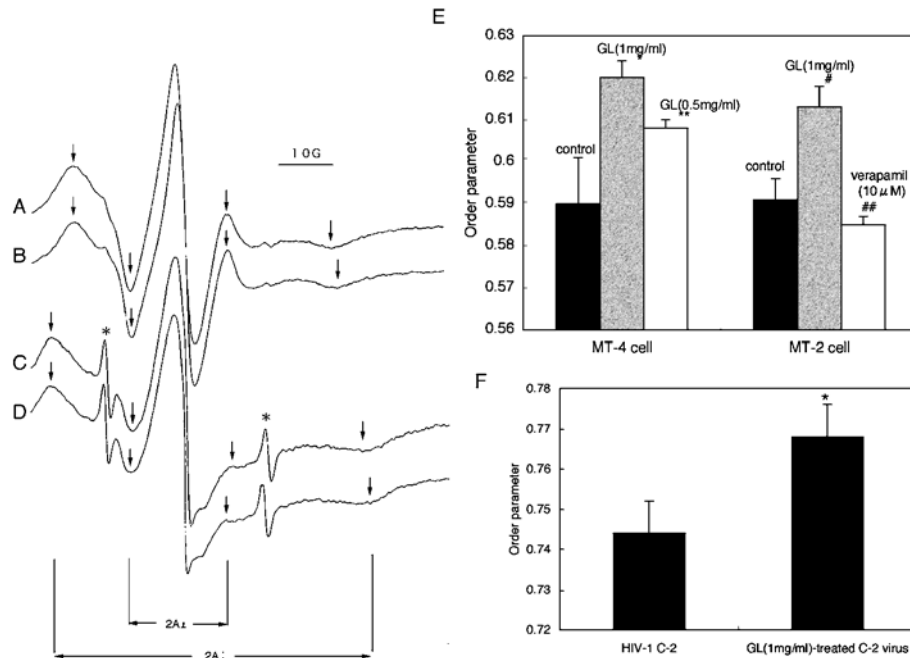 A
B
C
D
10G
*
*
2A⊥
2A
E
Order parameter
0.63
0.62
0.61
0.6
0.59
0.58
0.57
0.56
control
GL(1mg/ml)
*
GL(0.5mg/ml)
**
control
GL(1mg/ml)
#
verapamil
(10μM)
##
MT-4 cell
MT-2 cell
F
Order parameter
0.78
0.77
0.76
0.75
0.74
0.73
0.72
*
HIV-1 C-2
GL(1mg/ml)-treated C-2 virus